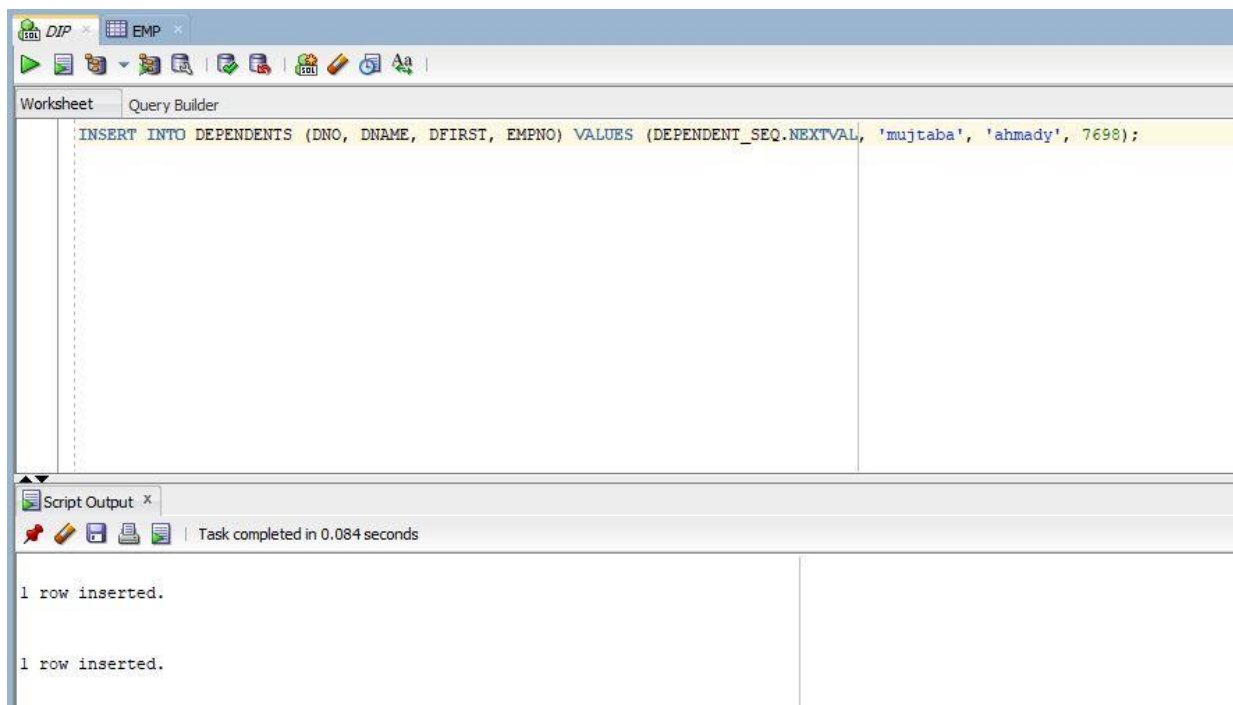 DIP EMP
Worksheet Query Builder
INSERT INTO DEPENDENTS (DNO, DNAME, DFIRST, EMPNO) VALUES (DEPENDENT_SEQ.NEXTVAL, 'mujtaba', 'ahmady', 7698);
Script Output x
Task completed in 0.084 seconds
1 row inserted.
1 row inserted.